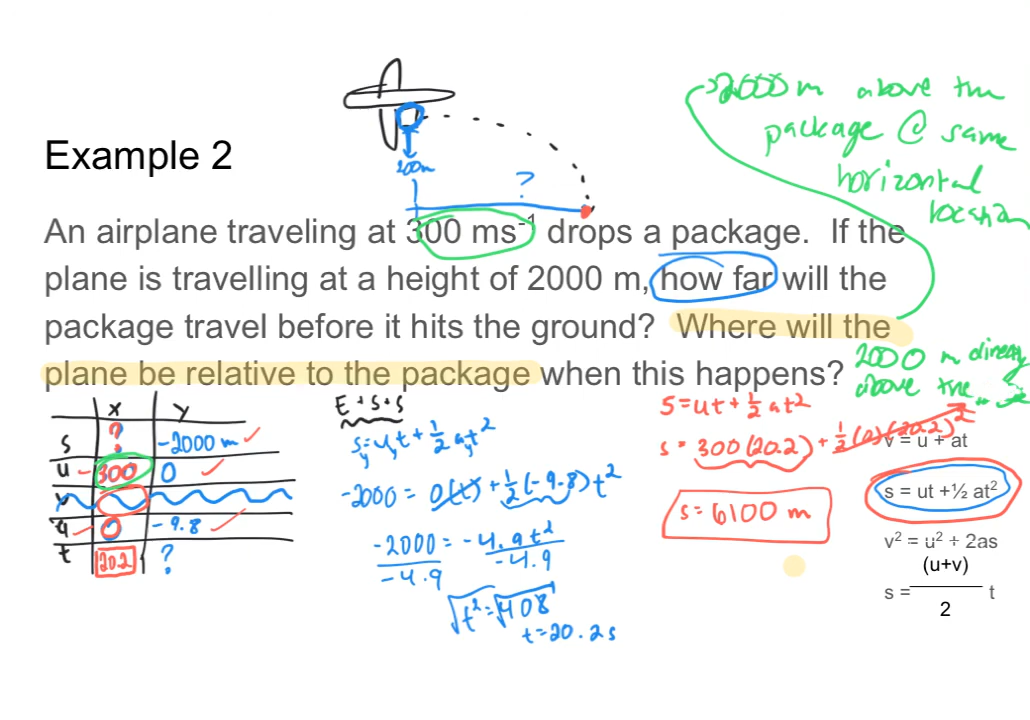 2000 m above the
package @ same
horizontal
location
?
Example 2
An airplane traveling at 300 ms⁻¹ drops a package. If the
plane is travelling at a height of 2000 m, how far will the
package travel before it hits the ground? Where will the
plane be relative to the package when this happens?
2000 m directly
above the
x y
s ? -2000 m ✓
u 300 0 ✓
v
a 0 -9.8 ✓
t 20.2 ?
s_y = u_y t + ½ a_y t²
-2000 = 0(t) + ½ (-9.8) t²
-2000 = -4.9t²
-4.9 -4.9
√t² = √408
t = 20.2 s
s = ut + ½ at²
s = 300 (20.2) + ½ (0) (20.2)²
s = 6100 m
v = u + at
s = ut +½ at²
v² = u² + 2as
s = (u+v) t
2